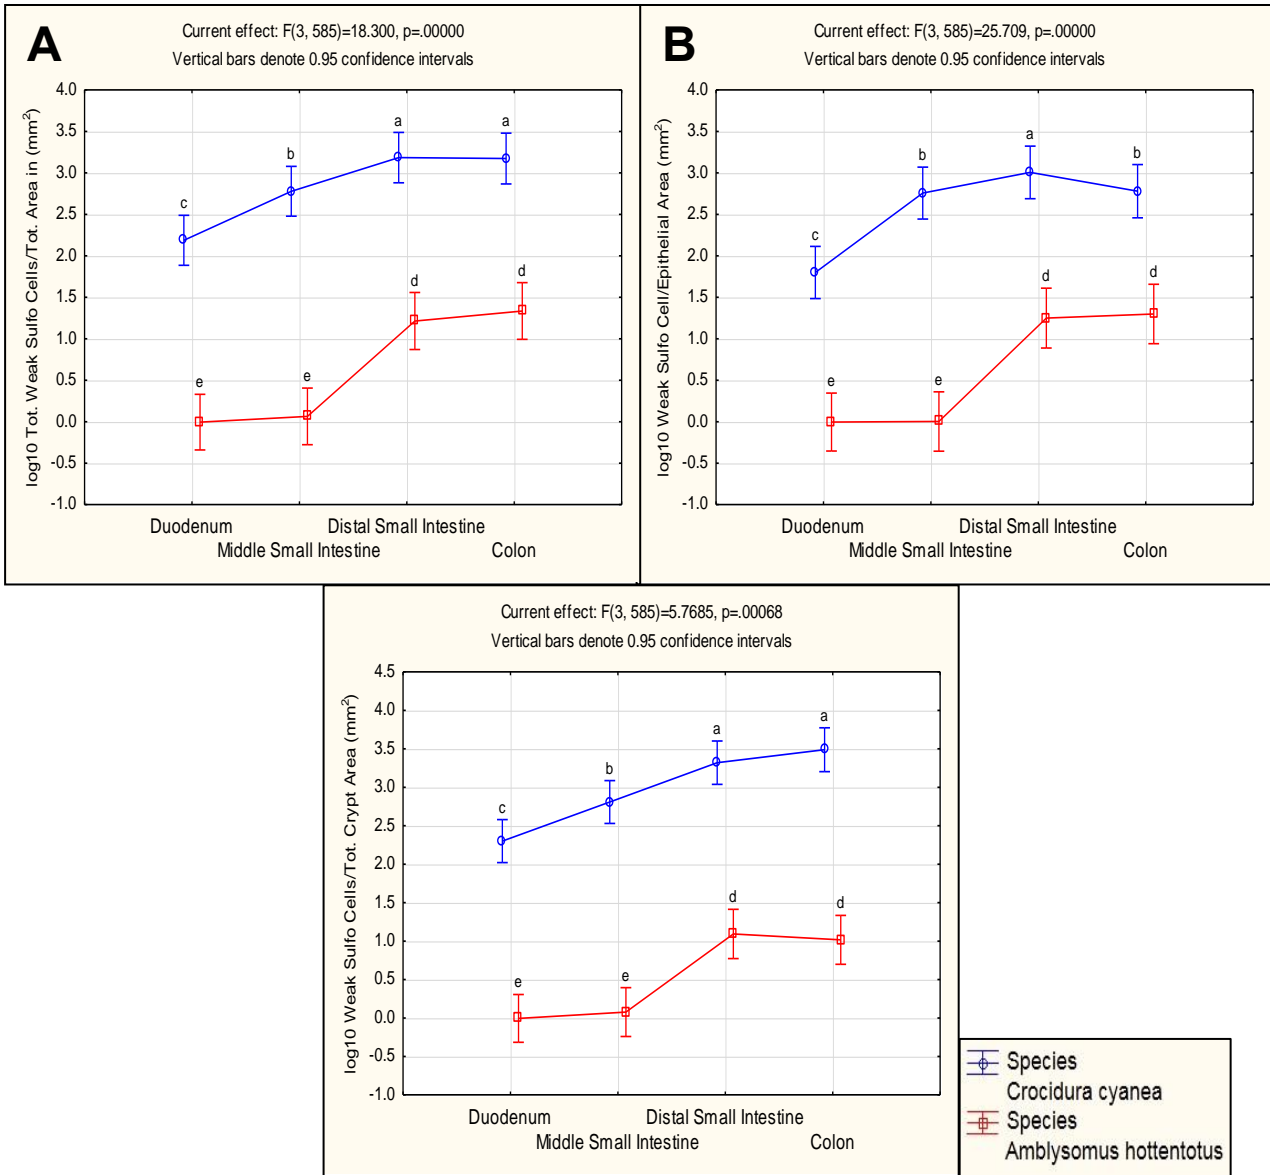 A
Current effect: F(3, 585)=18.300, p=.00000
Vertical bars denote 0.95 confidence intervals
log10 Tot. Weak Sulfo Cells/Tot. Area in (mm²)
4.0
3.5
3.0
2.5
2.0
1.5
1.0
0.5
0.0
-0.5
-1.0
c
b
a
a
e
e
d
d
Duodenum
Middle Small Intestine
Distal Small Intestine
Colon
B
Current effect: F(3, 585)=25.709, p=.00000
Vertical bars denote 0.95 confidence intervals
log10 Weak Sulfo Cell/Epithelial Area (mm²)
4.0
3.5
3.0
2.5
2.0
1.5
1.0
0.5
0.0
-0.5
-1.0
c
b
a
b
e
e
d
d
Duodenum
Middle Small Intestine
Distal Small Intestine
Colon
Current effect: F(3, 585)=5.7685, p=.00068
Vertical bars denote 0.95 confidence intervals
log10 Weak Sulfo Cells/Tot. Crypt Area (mm²)
4.5
4.0
3.5
3.0
2.5
2.0
1.5
1.0
0.5
0.0
-0.5
-1.0
c
b
a
a
e
e
d
d
Duodenum
Middle Small Intestine
Distal Small Intestine
Colon
Species
Crocidura cyanea
Species
Amblysomus hottentotus